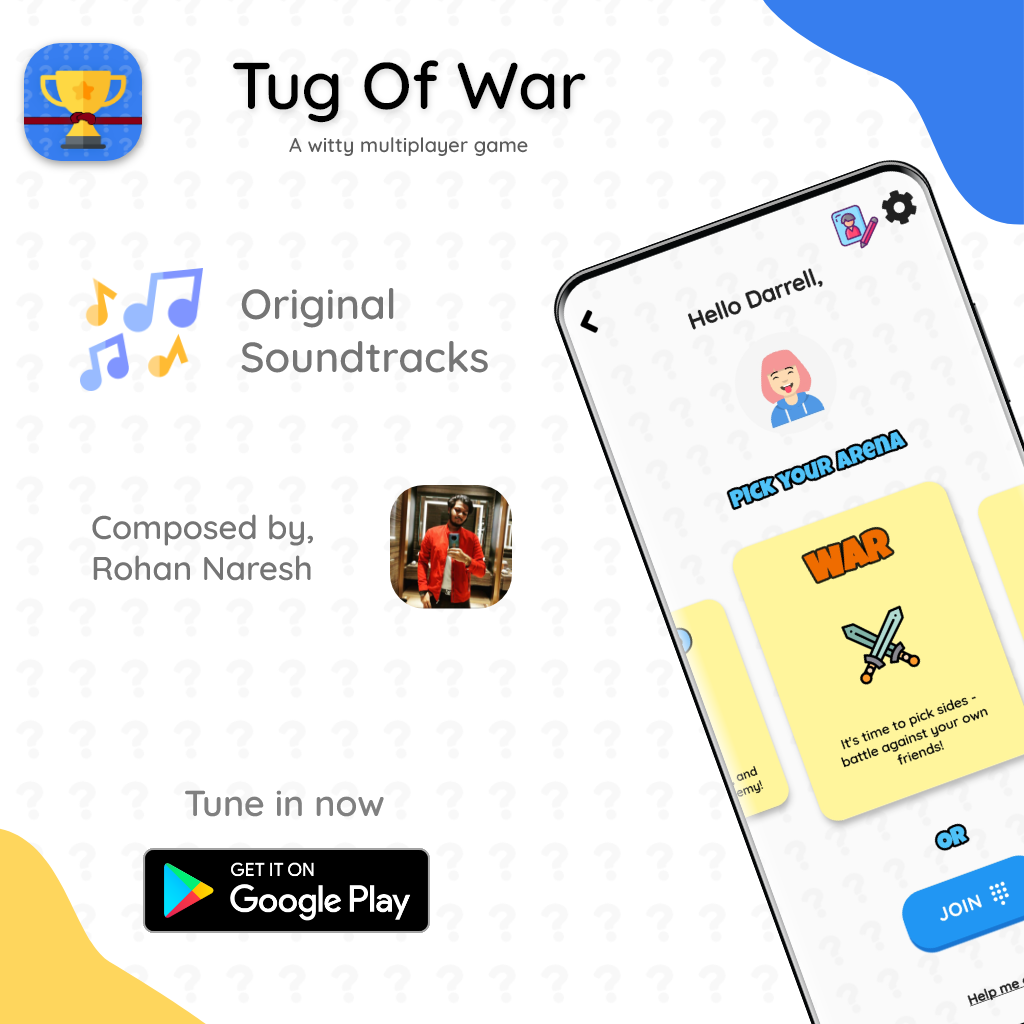 Tug Of War
A witty multiplayer game
Original
Soundtracks
Composed by,
Rohan Naresh
Tune in now
GET IT ON
Google Play
Hello Darrell,
PICK YOUR ARENA
WAR
It's time to pick sides -
battle against your own
friends!
and
emy!
OR
JOIN
Help me